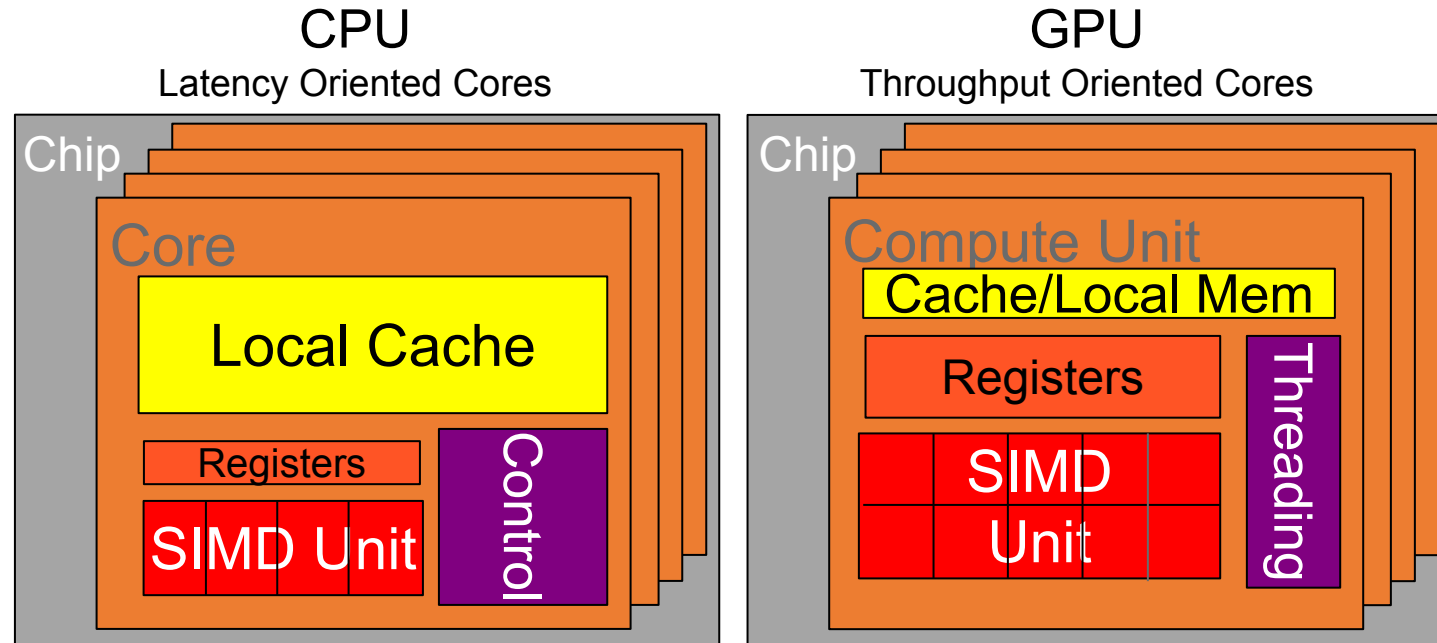 CPU
Latency Oriented Cores
Chip
Core
Local Cache
Registers
SIMD Unit
Control
GPU
Throughput Oriented Cores
Chip
Compute Unit
Cache/Local Mem
Registers
SIMD
Unit
Threading